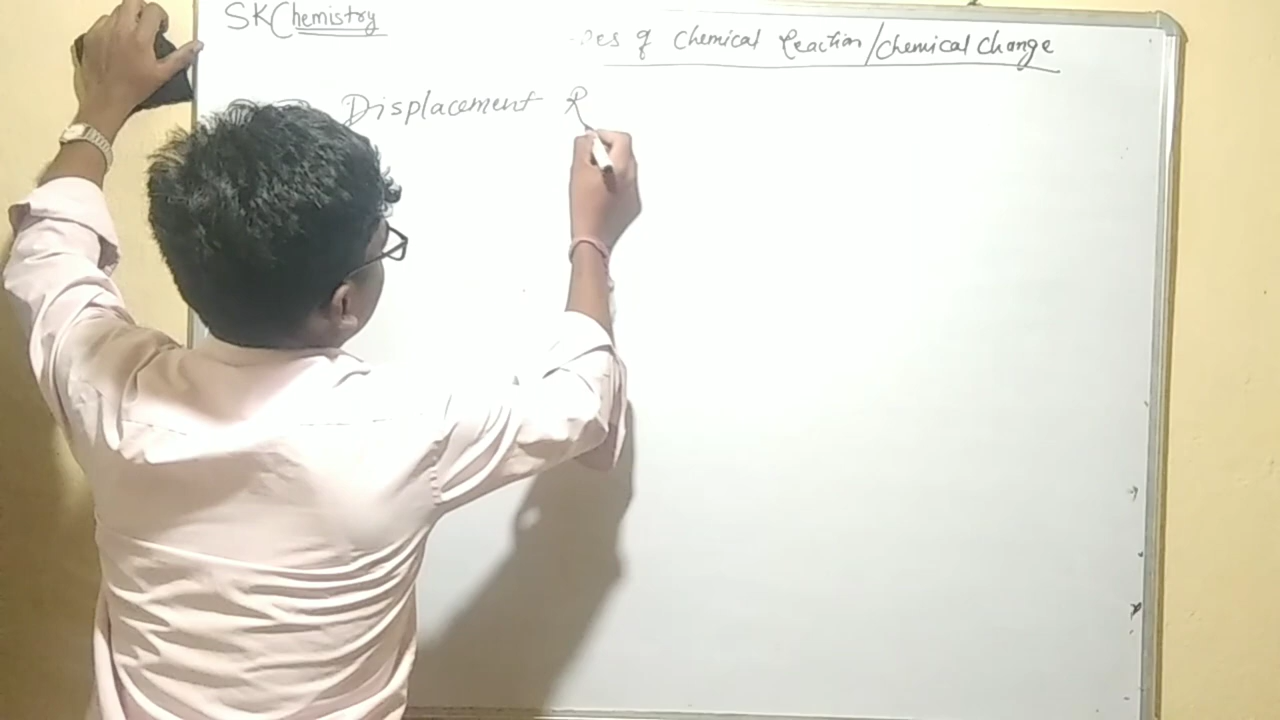 SKChemistry
of chemical reaction/chemical change
Displacement R